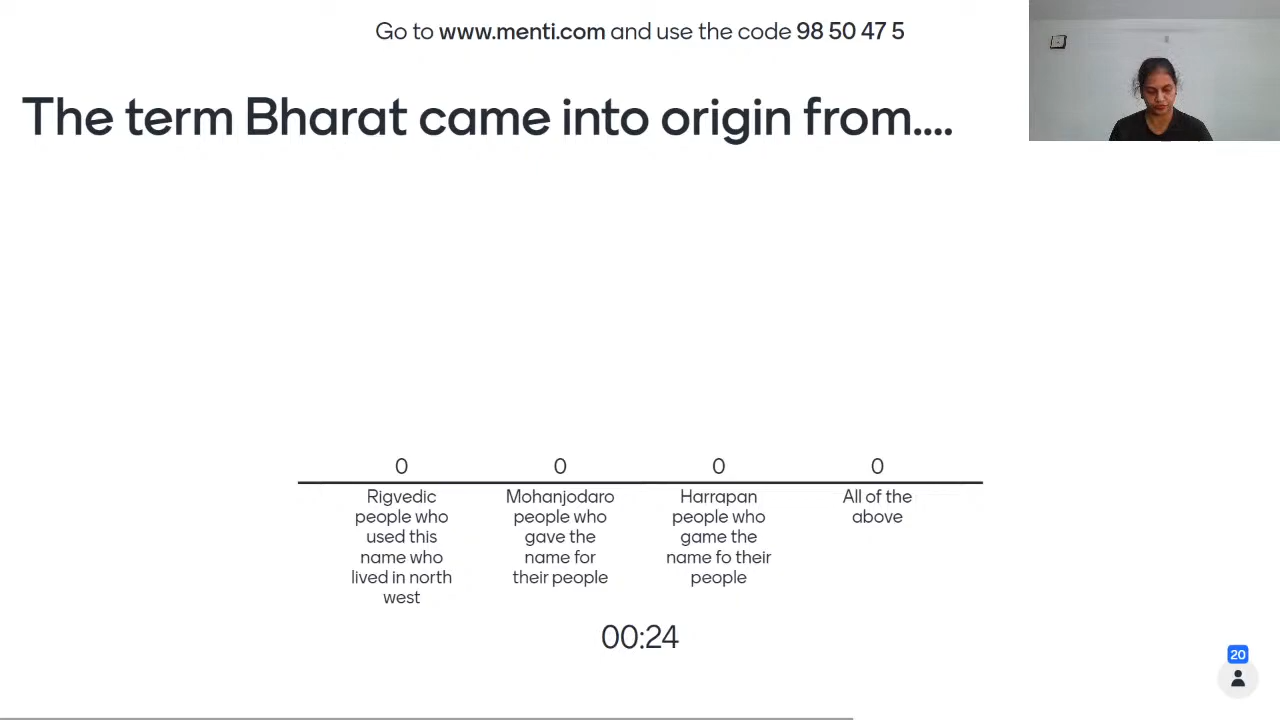 Go to www.menti.com and use the code 98 50 47 5
The term Bharat came into origin from....
0
0
0
0
Rigvedic
people who
used this
name who
lived in north
west
Mohanjodaro
people who
gave the
name for
their people
Harrapan
people who
game the
name fo their
people
All of the
above
00:24
20